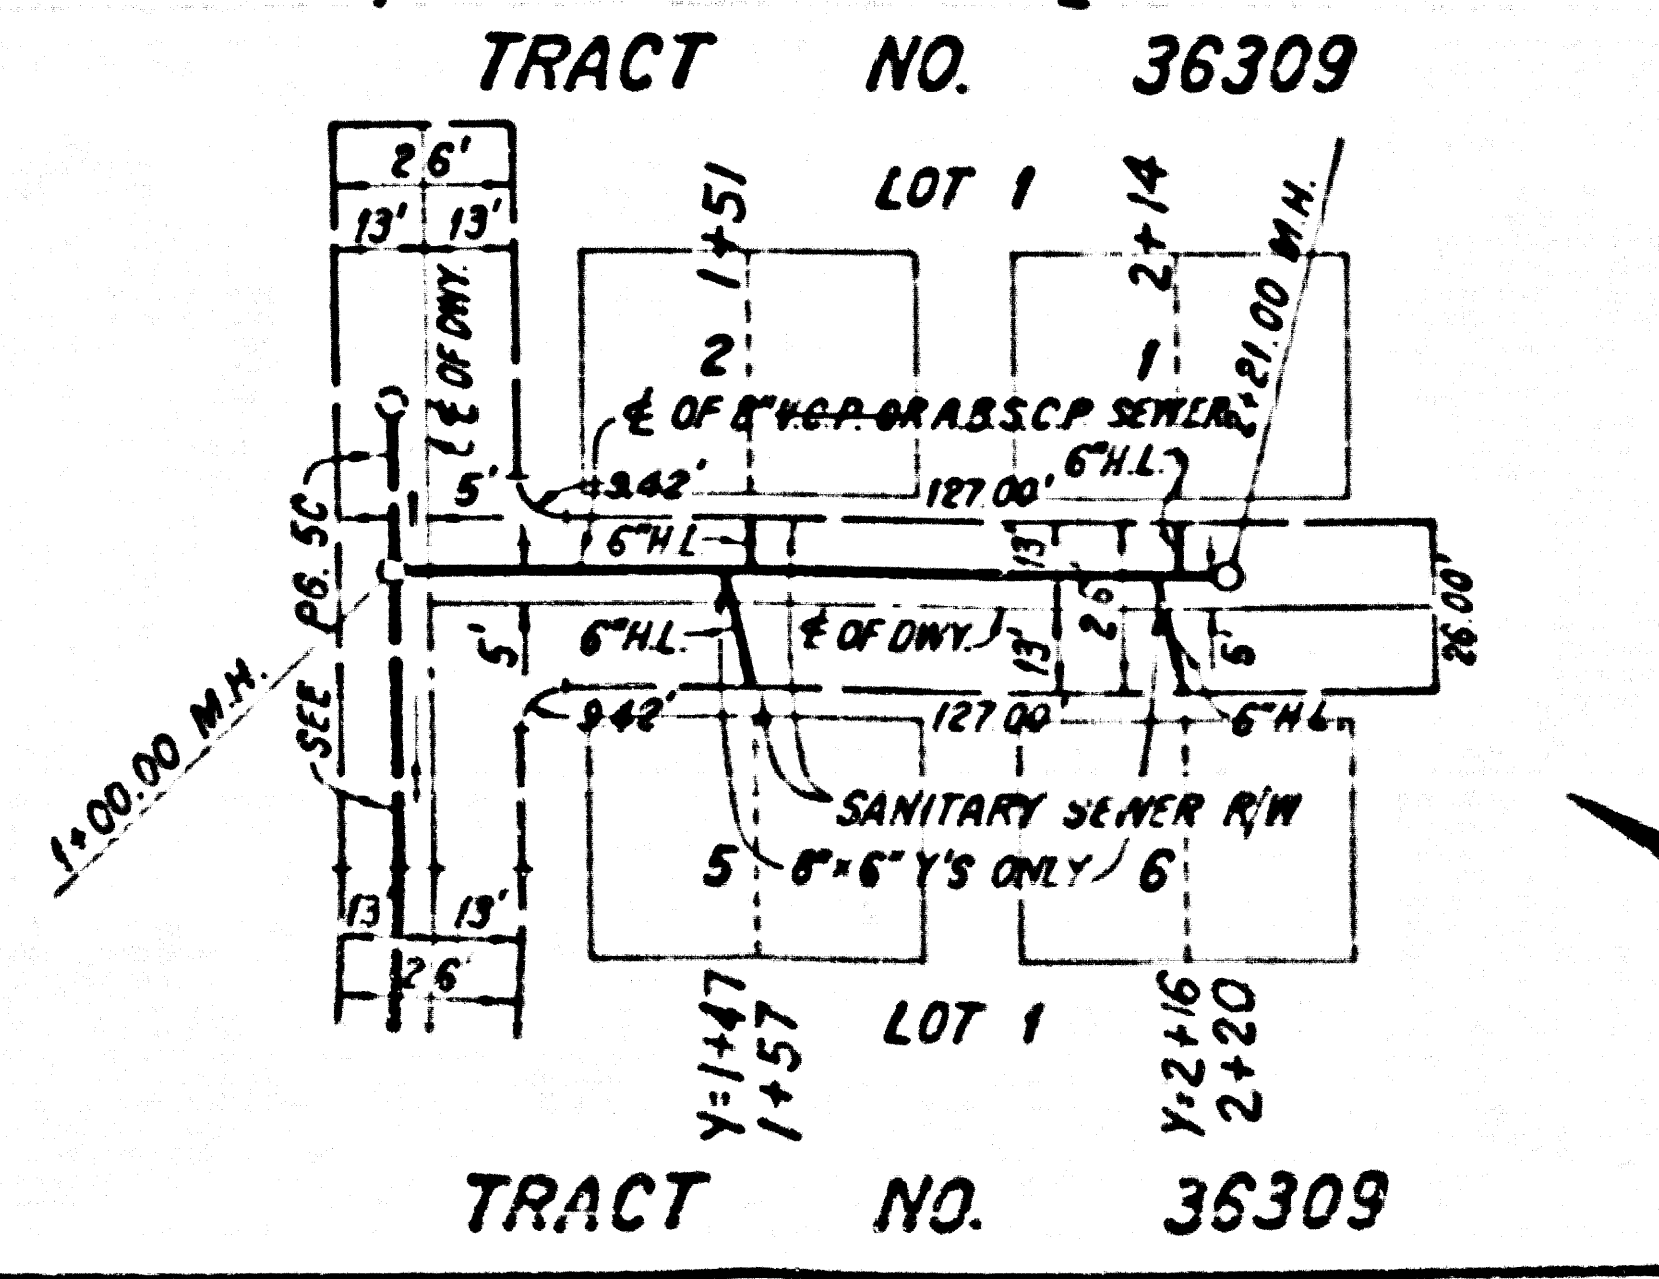 TRACT NO. 36309
26'
13' 13'
LOT 1
1+51
2+14
2+21.00 M.H.
℄ OF DWY.
2
1
℄ OF 8" V.C.P. OR A.B.S.C.P. SEWER
6" H.L.
5'
9.42'
127.00'
6" H.L.
13'
SEE PG. 5C
1+00.00 M.H.
5'
6" H.L.
℄ OF DWY.
13'
26'
5'
26.00'
9.42'
127.00'
6" H.L.
SANITARY SEWER R/W
5
8" x 6" Y'S ONLY
6
13' 13'
26'
Y=1+47
1+57
LOT 1
Y=2+16
2+20
TRACT NO. 36309